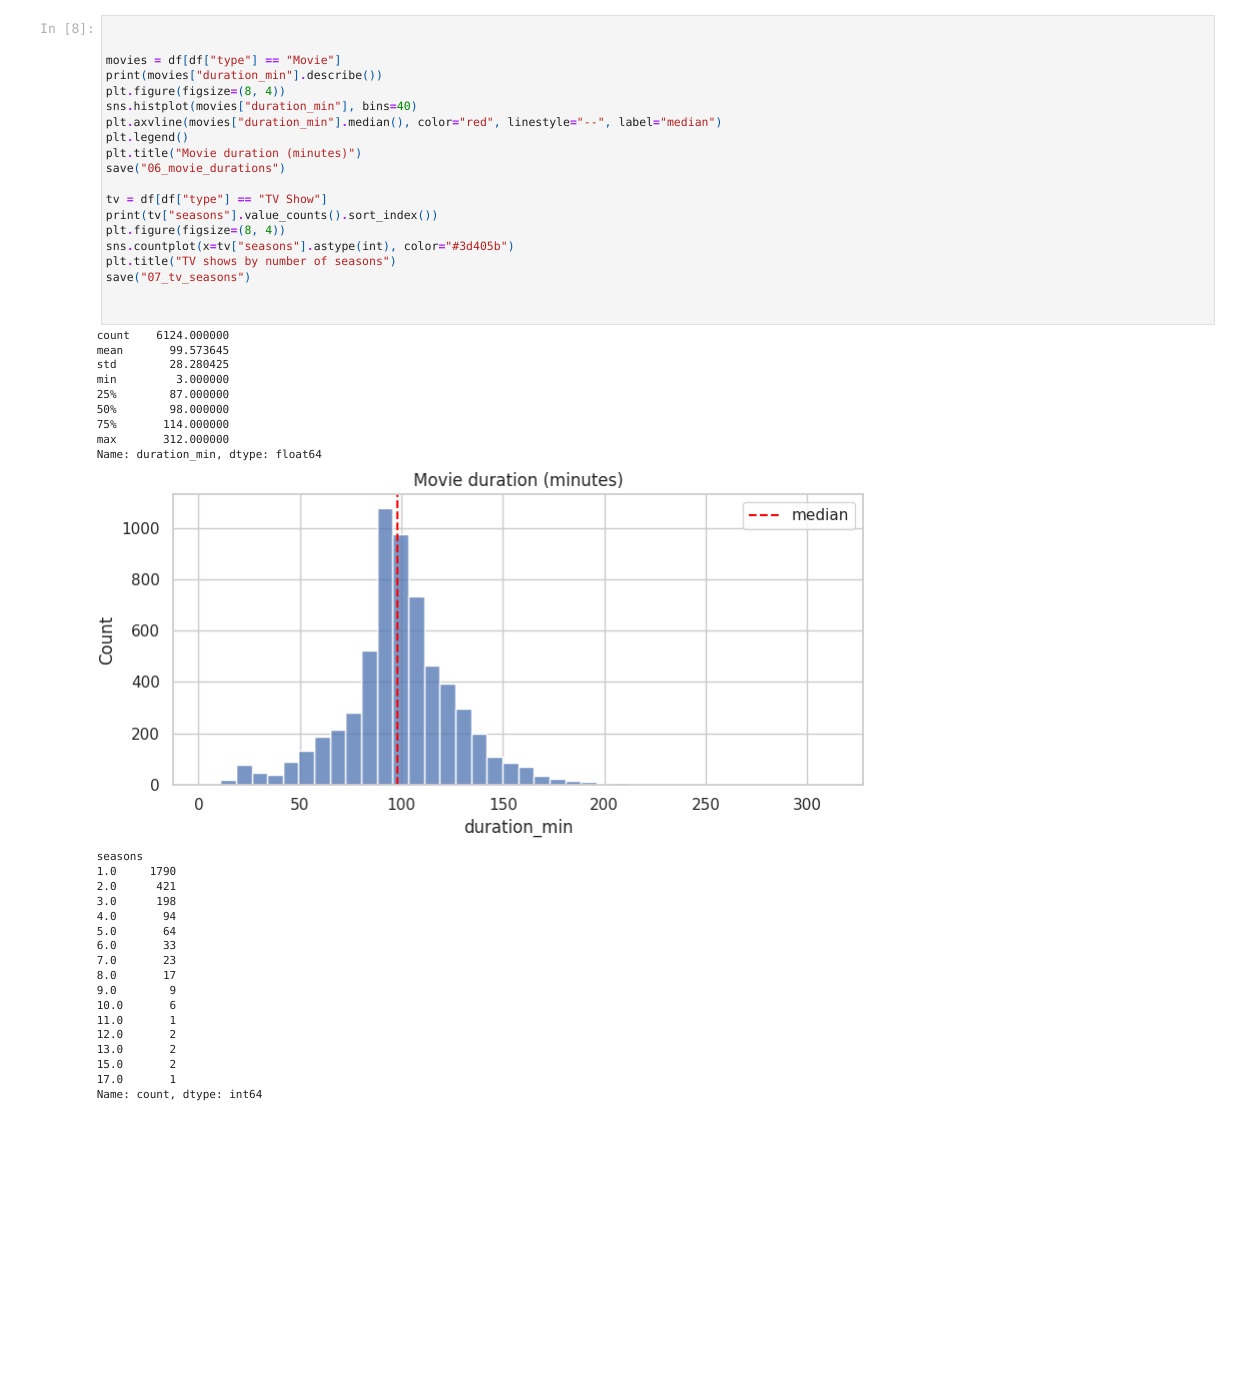 In [8]:
movies = df[df["type"] == "Movie"]
print(movies["duration_min"].describe())
plt.figure(figsize=(8, 4))
sns.histplot(movies["duration_min"], bins=40)
plt.axvline(movies["duration_min"].median(), color="red", linestyle="--", label="median")
plt.legend()
plt.title("Movie duration (minutes)")
save("06_movie_durations")
tv = df[df["type"] == "TV Show"]
print(tv["seasons"].value_counts().sort_index())
plt.figure(figsize=(8, 4))
sns.countplot(x=tv["seasons"].astype(int), color="#3d405b")
plt.title("TV shows by number of seasons")
save("07_tv_seasons")
count 6124.000000
mean 99.573645
std 28.280425
min 3.000000
25% 87.000000
50% 98.000000
75% 114.000000
max 312.000000
Name: duration_min, dtype: float64
Movie duration (minutes)
median
1000
800
600
400
200
0
Count
0 50 100 150 200 250 300
duration_min
seasons
1.0 1790
2.0 421
3.0 198
4.0 94
5.0 64
6.0 33
7.0 23
8.0 17
9.0 9
10.0 6
11.0 1
12.0 2
13.0 2
15.0 2
17.0 1
Name: count, dtype: int64